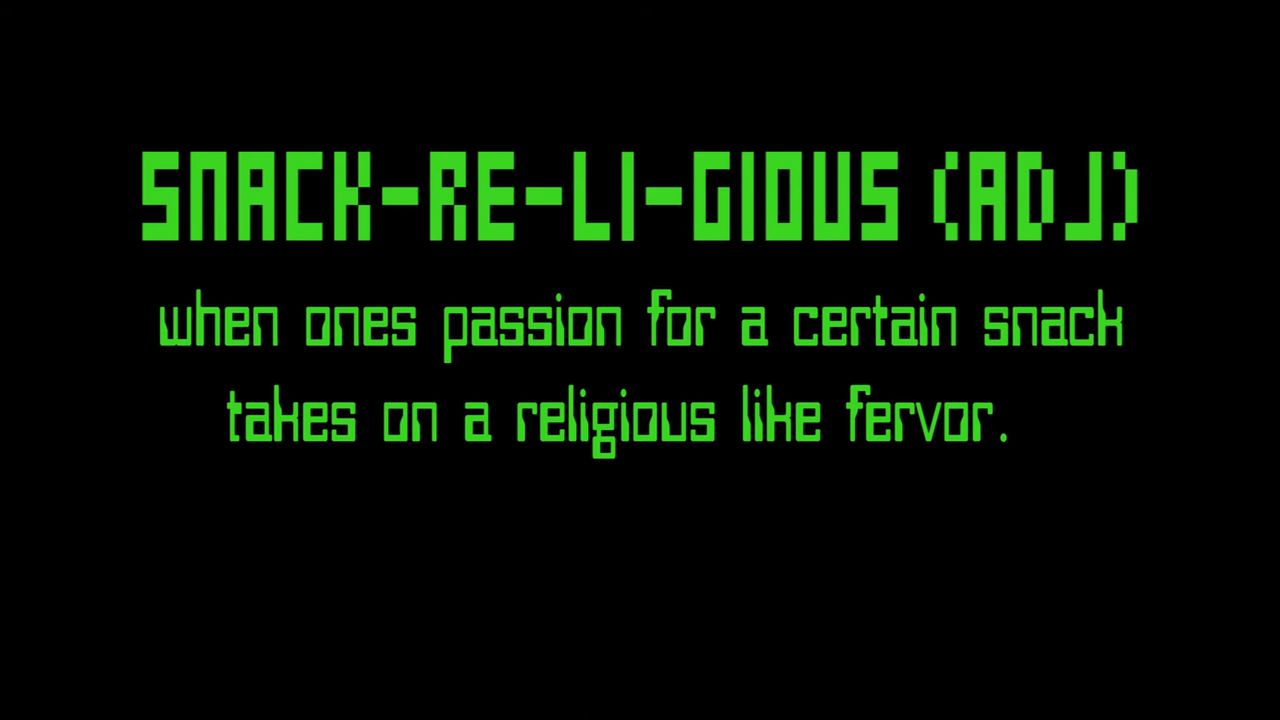 SNACK-RE-LI-GIOUS (ADJ)
when ones passion for a certain snack
takes on a religious like fervor.